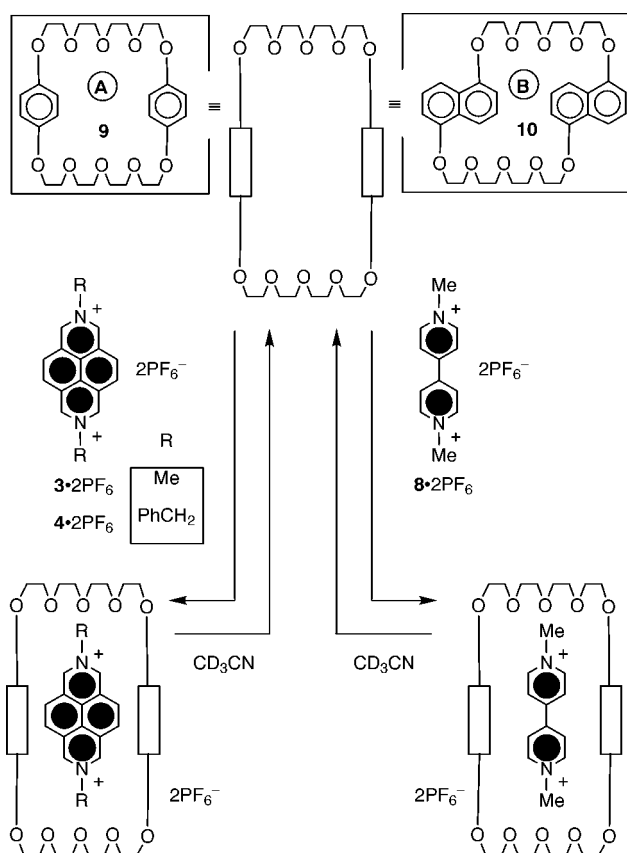 O O O O O
O O O O O
O O O O O
A
9
≡
≡
B
10
O O O O O
O O O O O
O O O O O
R
N +
2PF6⁻
N +
R
Me
N +
2PF6⁻
N +
Me
R
3•2PF6
Me
4•2PF6
PhCH2
8•2PF6
O O O O O
O O O O O
R
N +
N +
R
CD3CN
CD3CN
Me
N +
N +
Me
2PF6⁻
2PF6⁻
O O O O O
O O O O O